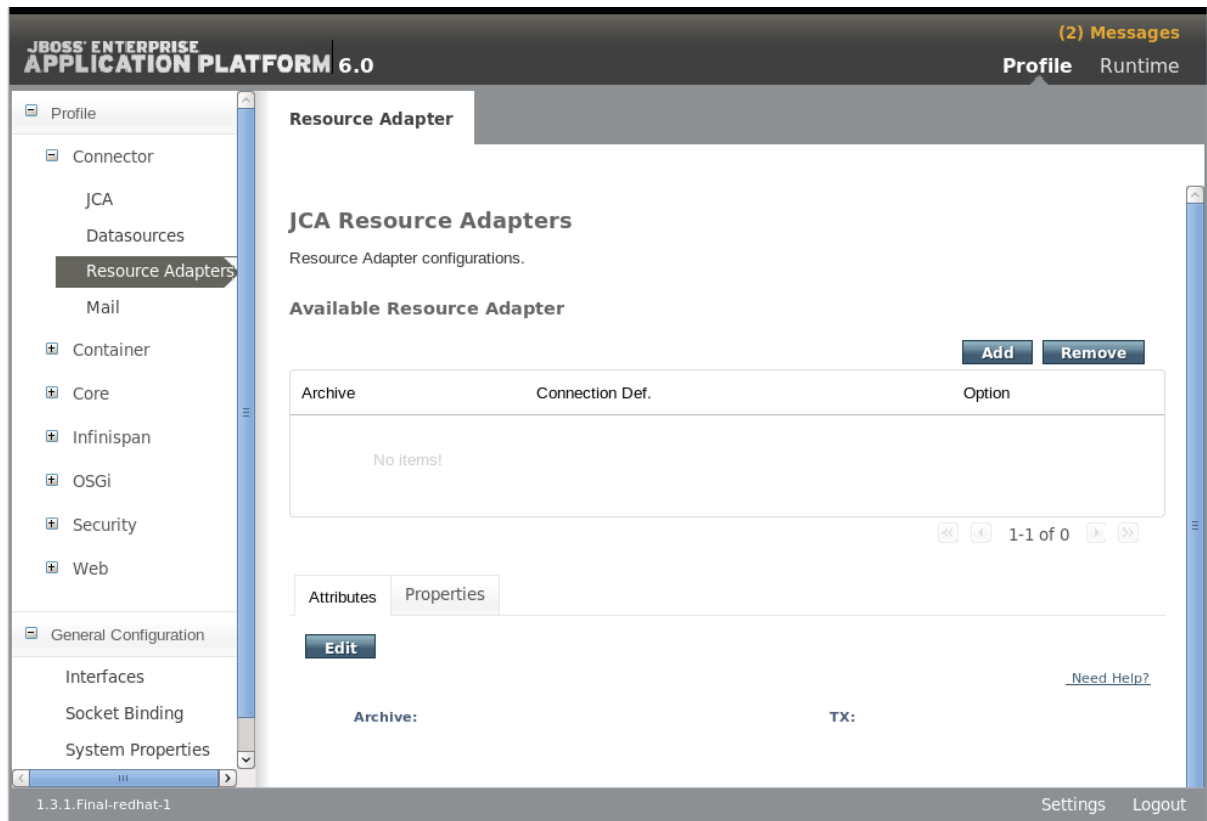 (2) Messages
JBOSS' ENTERPRISE
APPLICATION PLATFORM 6.0
Profile Runtime
Profile
Resource Adapter
Connector
JCA
Datasources
Resource Adapters
Mail
Container
Core
Infinispan
OSGi
Security
Web
General Configuration
Interfaces
Socket Binding
System Properties
JCA Resource Adapters
Resource Adapter configurations.
Available Resource Adapter
Add Remove
Archive Connection Def. Option
No items!
1-1 of 0
Attributes Properties
Edit
Need Help?
Archive: TX:
1.3.1.Final-redhat-1 Settings Logout